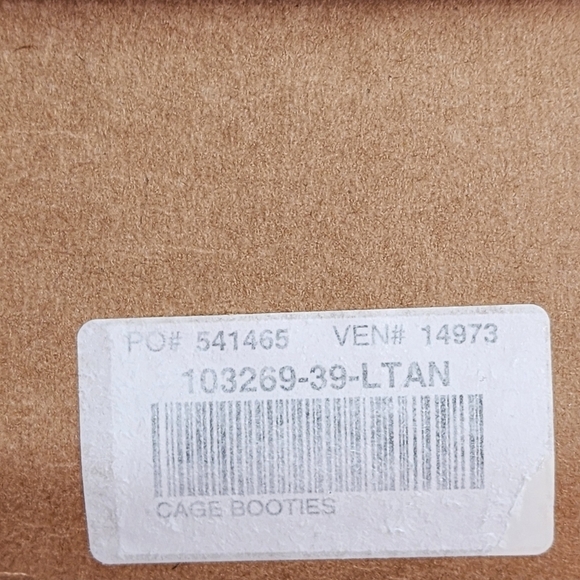 PO# 541465 VEN# 14973
103269-39-LTAN
CAGE BOOTIES